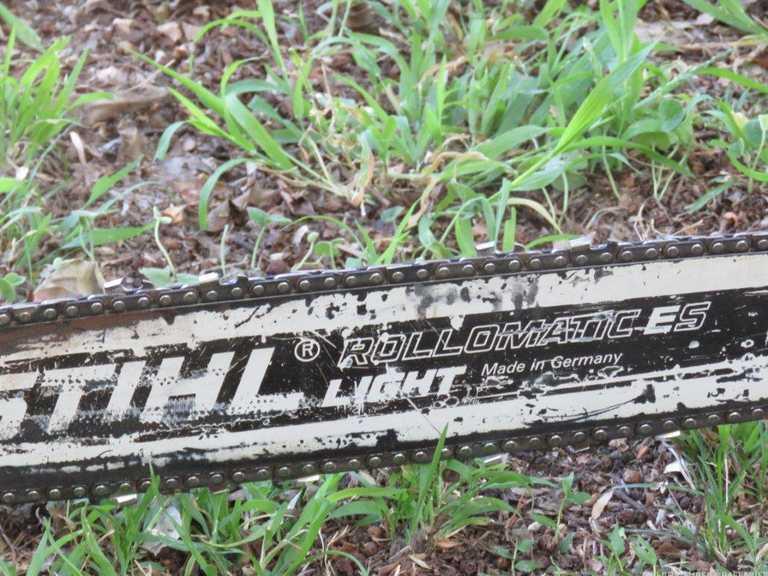 STIHL®
ROLLOMATIC ES
LIGHT
Made in Germany